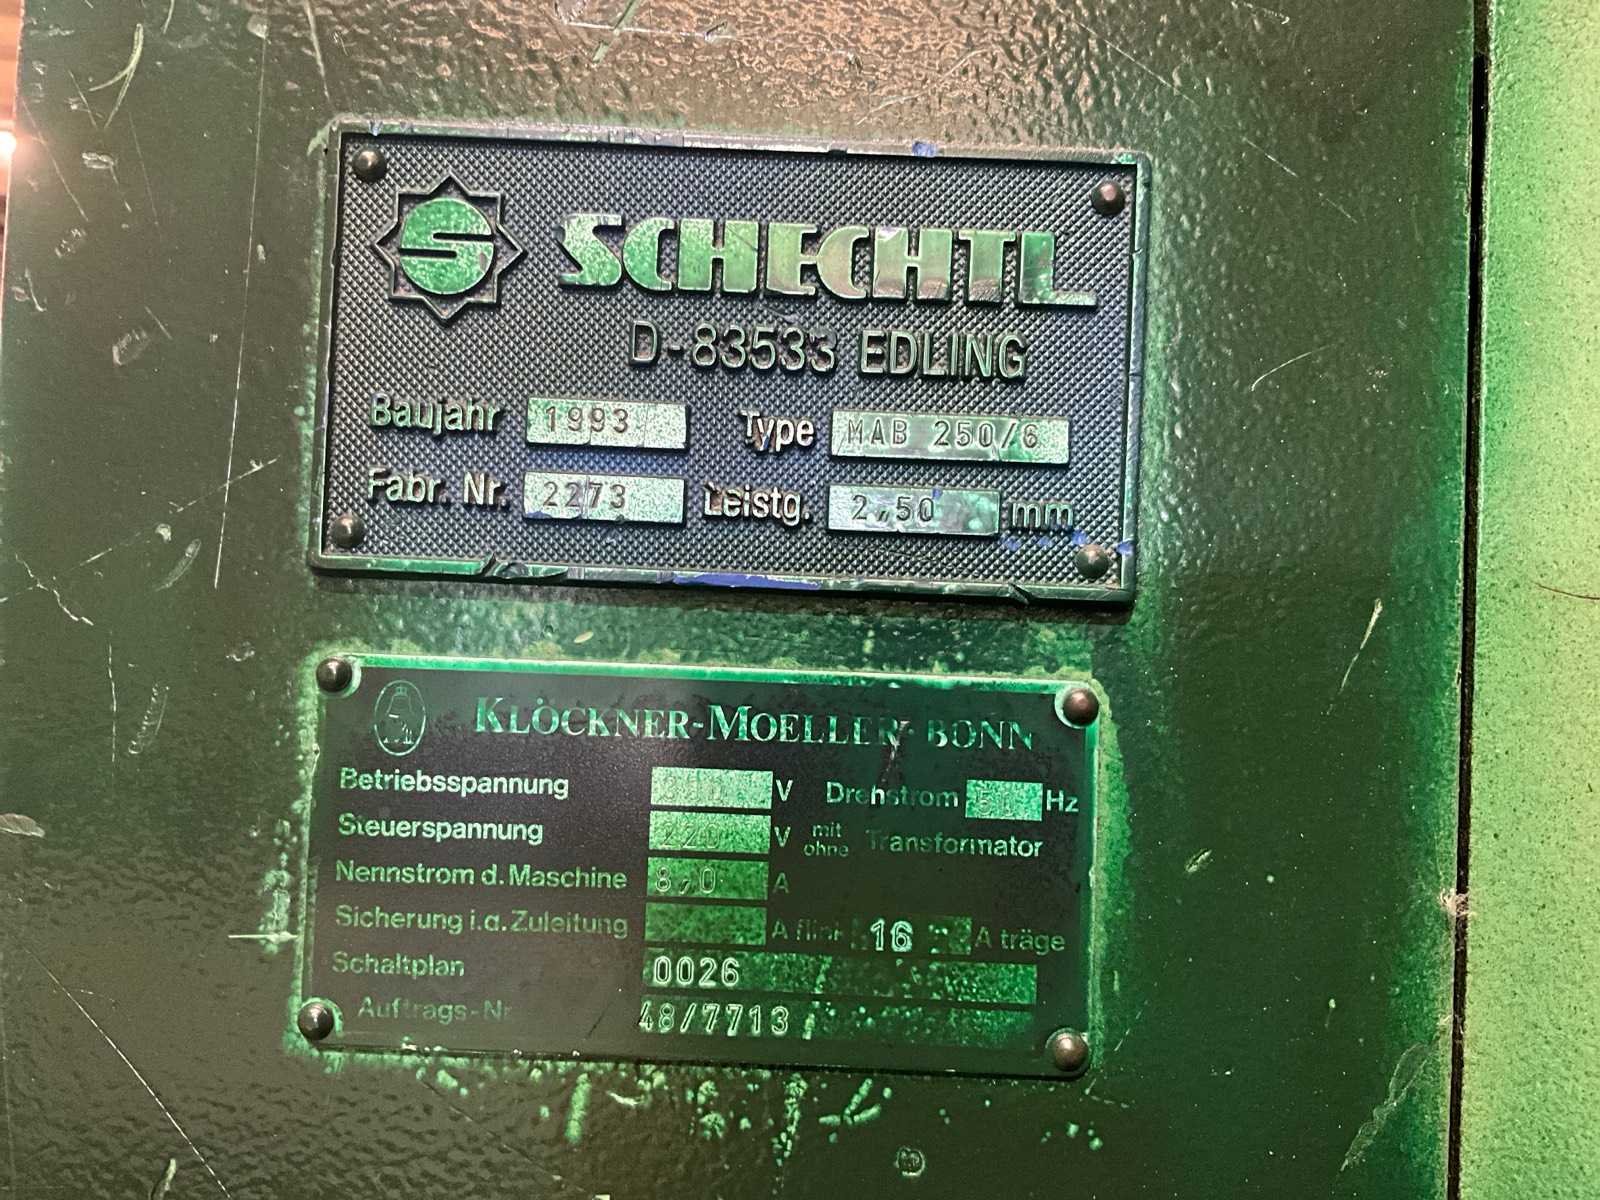 S SCHECHTL
D-83533 EDLING
Baujahr 1993 Type MAB 250/6
Fabr. Nr. 2273 Leistg. 2,50 mm
KLÖCKNER-MOELLER-BONN
Betriebsspannung V Drehstrom Hz
Steuerspannung 220 V mit ohne Transformator
Nennstrom d. Maschine 8,0 A
Sicherung i.d. Zuleitung A flink 16 A träge
Schaltplan 0026
Auftrags-Nr 48/7713